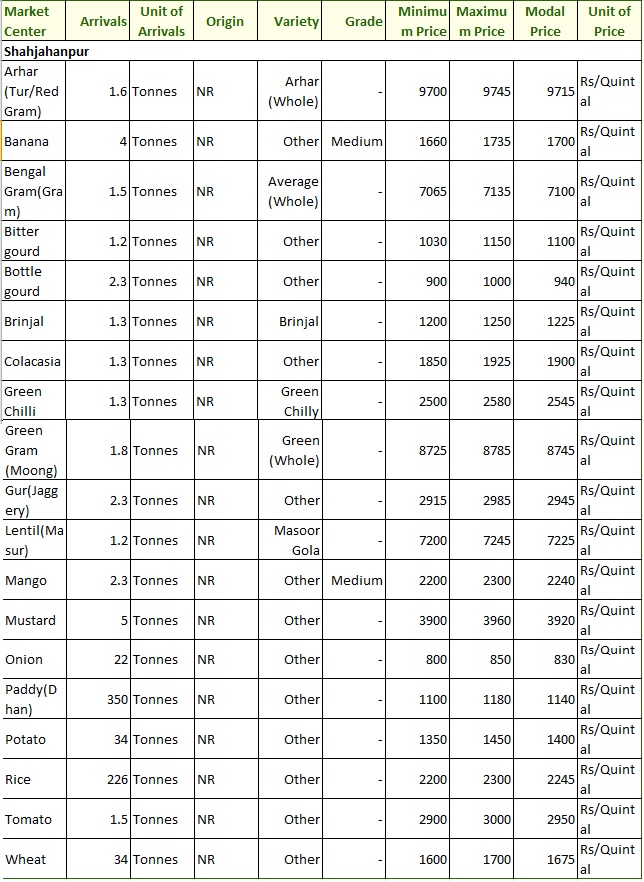 Market Center Arrivals Unit of Arrivals Origin Variety Grade Minimum Price Maximum Price Modal Price Unit of Price
Shahjahanpur
Arhar (Tur/Red Gram) 1.6 Tonnes NR Arhar (Whole) - 9700 9745 9715 Rs/Quintal
Banana 4 Tonnes NR Other Medium 1660 1735 1700 Rs/Quintal
Bengal Gram(Gram) 1.5 Tonnes NR Average (Whole) - 7065 7135 7100 Rs/Quintal
Bitter gourd 1.2 Tonnes NR Other - 1030 1150 1100 Rs/Quintal
Bottle gourd 2.3 Tonnes NR Other - 900 1000 940 Rs/Quintal
Brinjal 1.3 Tonnes NR Brinjal - 1200 1250 1225 Rs/Quintal
Colacasia 1.3 Tonnes NR Other - 1850 1925 1900 Rs/Quintal
Green Chilli 1.3 Tonnes NR Green Chilly - 2500 2580 2545 Rs/Quintal
Green Gram (Moong) 1.8 Tonnes NR Green (Whole) - 8725 8785 8745 Rs/Quintal
Gur(Jaggery) 2.3 Tonnes NR Other - 2915 2985 2945 Rs/Quintal
Lentil(Masur) 1.2 Tonnes NR Masoor Gola - 7200 7245 7225 Rs/Quintal
Mango 2.3 Tonnes NR Other Medium 2200 2300 2240 Rs/Quintal
Mustard 5 Tonnes NR Other - 3900 3960 3920 Rs/Quintal
Onion 22 Tonnes NR Other - 800 850 830 Rs/Quintal
Paddy(Dhan) 350 Tonnes NR Other - 1100 1180 1140 Rs/Quintal
Potato 34 Tonnes NR Other - 1350 1450 1400 Rs/Quintal
Rice 226 Tonnes NR Other - 2200 2300 2245 Rs/Quintal
Tomato 1.5 Tonnes NR Other - 2900 3000 2950 Rs/Quintal
Wheat 34 Tonnes NR Other - 1600 1700 1675 Rs/Quintal